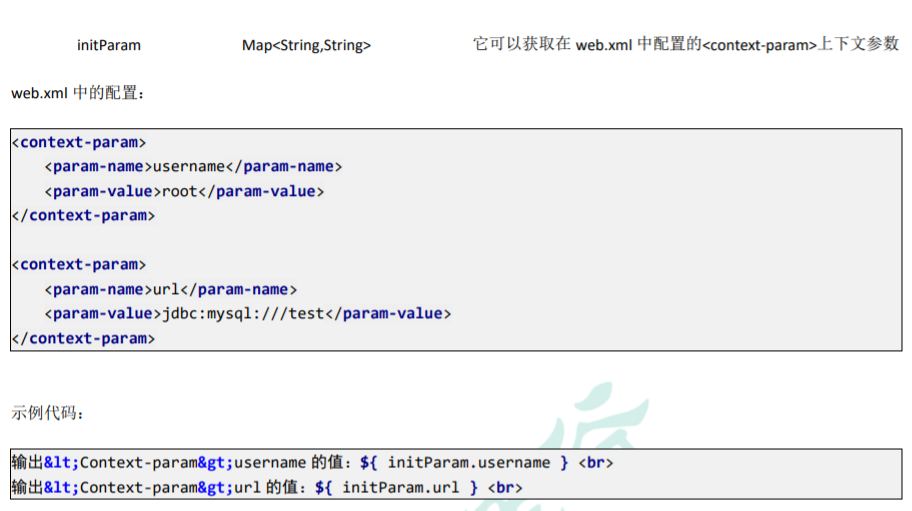 initParam Map<String,String> 它可以获取在 web.xml 中配置的<context-param>上下文参数
web.xml 中的配置：
<context-param>
<param-name>username</param-name>
<param-value>root</param-value>
</context-param>
<context-param>
<param-name>url</param-name>
<param-value>jdbc:mysql:///test</param-value>
</context-param>
示例代码：
输出&lt;Context-param&gt;username 的值：${ initParam.username } <br>
输出&lt;Context-param&gt;url 的值：${ initParam.url } <br>